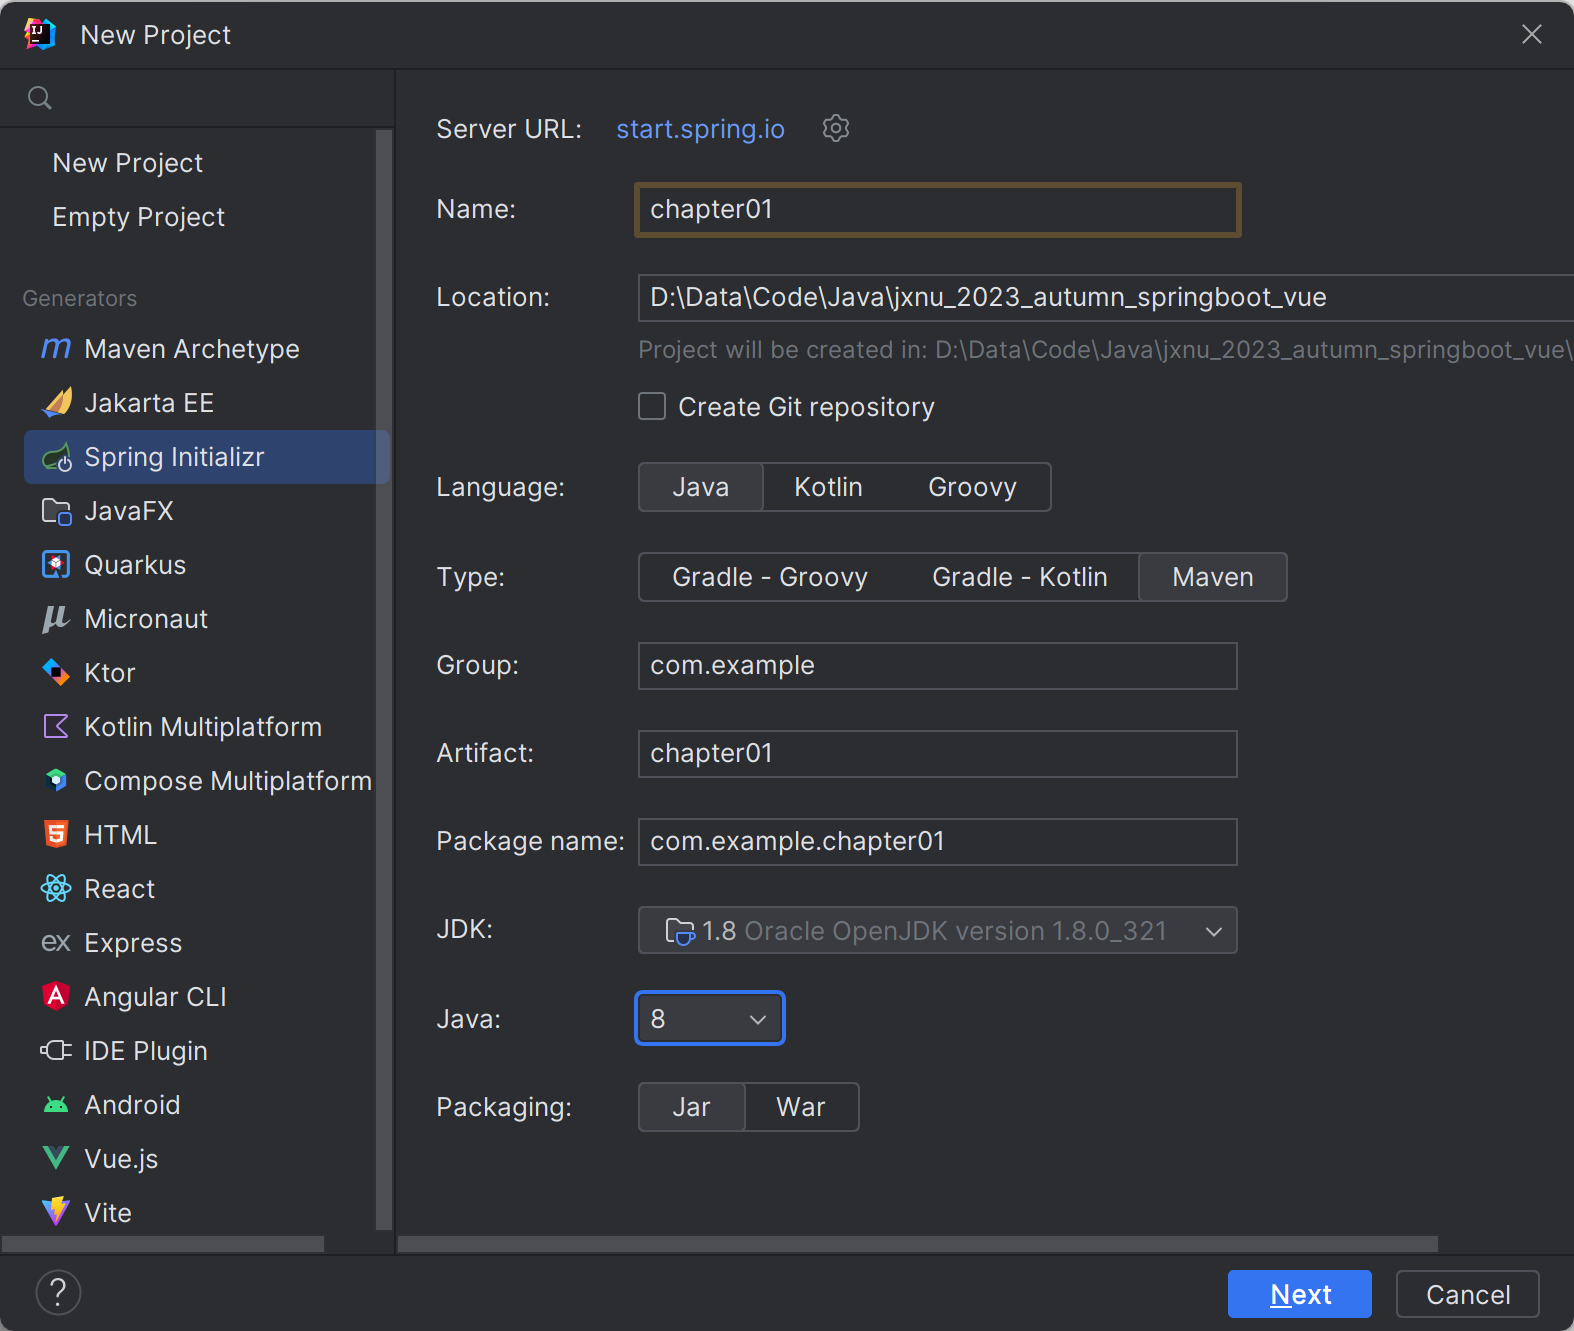 New Project
Server URL: start.spring.io
New Project
Empty Project
Generators
Maven Archetype
Jakarta EE
Spring Initializr
JavaFX
Quarkus
Micronaut
Ktor
Kotlin Multiplatform
Compose Multiplatform
HTML
React
Express
Angular CLI
IDE Plugin
Android
Vue.js
Vite
Name: chapter01
Location: D:\Data\Code\Java\jxnu_2023_autumn_springboot_vue
Project will be created in: D:\Data\Code\Java\jxnu_2023_autumn_springboot_vue\
Create Git repository
Language: Java Kotlin Groovy
Type: Gradle - Groovy Gradle - Kotlin Maven
Group: com.example
Artifact: chapter01
Package name: com.example.chapter01
JDK: 1.8 Oracle OpenJDK version 1.8.0_321
Java: 8
Packaging: Jar War
? Next Cancel